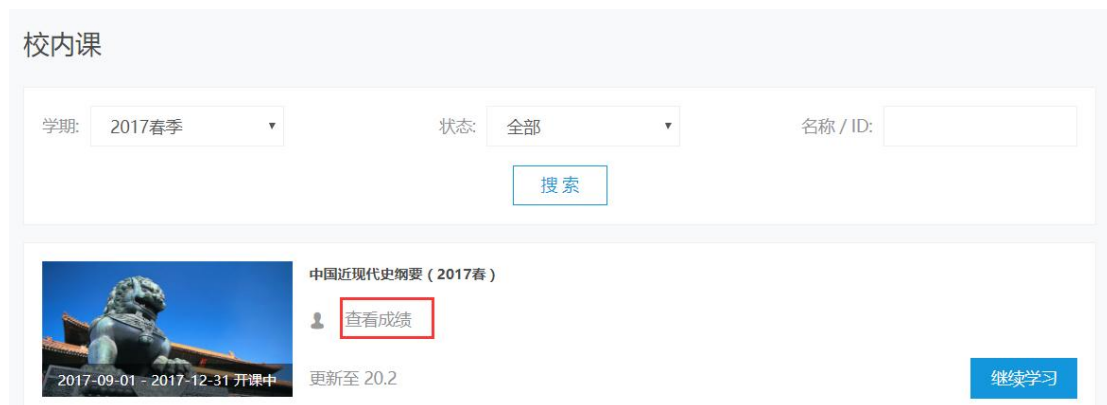 校内课
学期: 2017春季 状态: 全部 名称 / ID:
搜 索
中国近现代史纲要 ( 2017春 )
查看成绩
2017-09-01 - 2017-12-31 开课中 更新至 20.2 继续学习